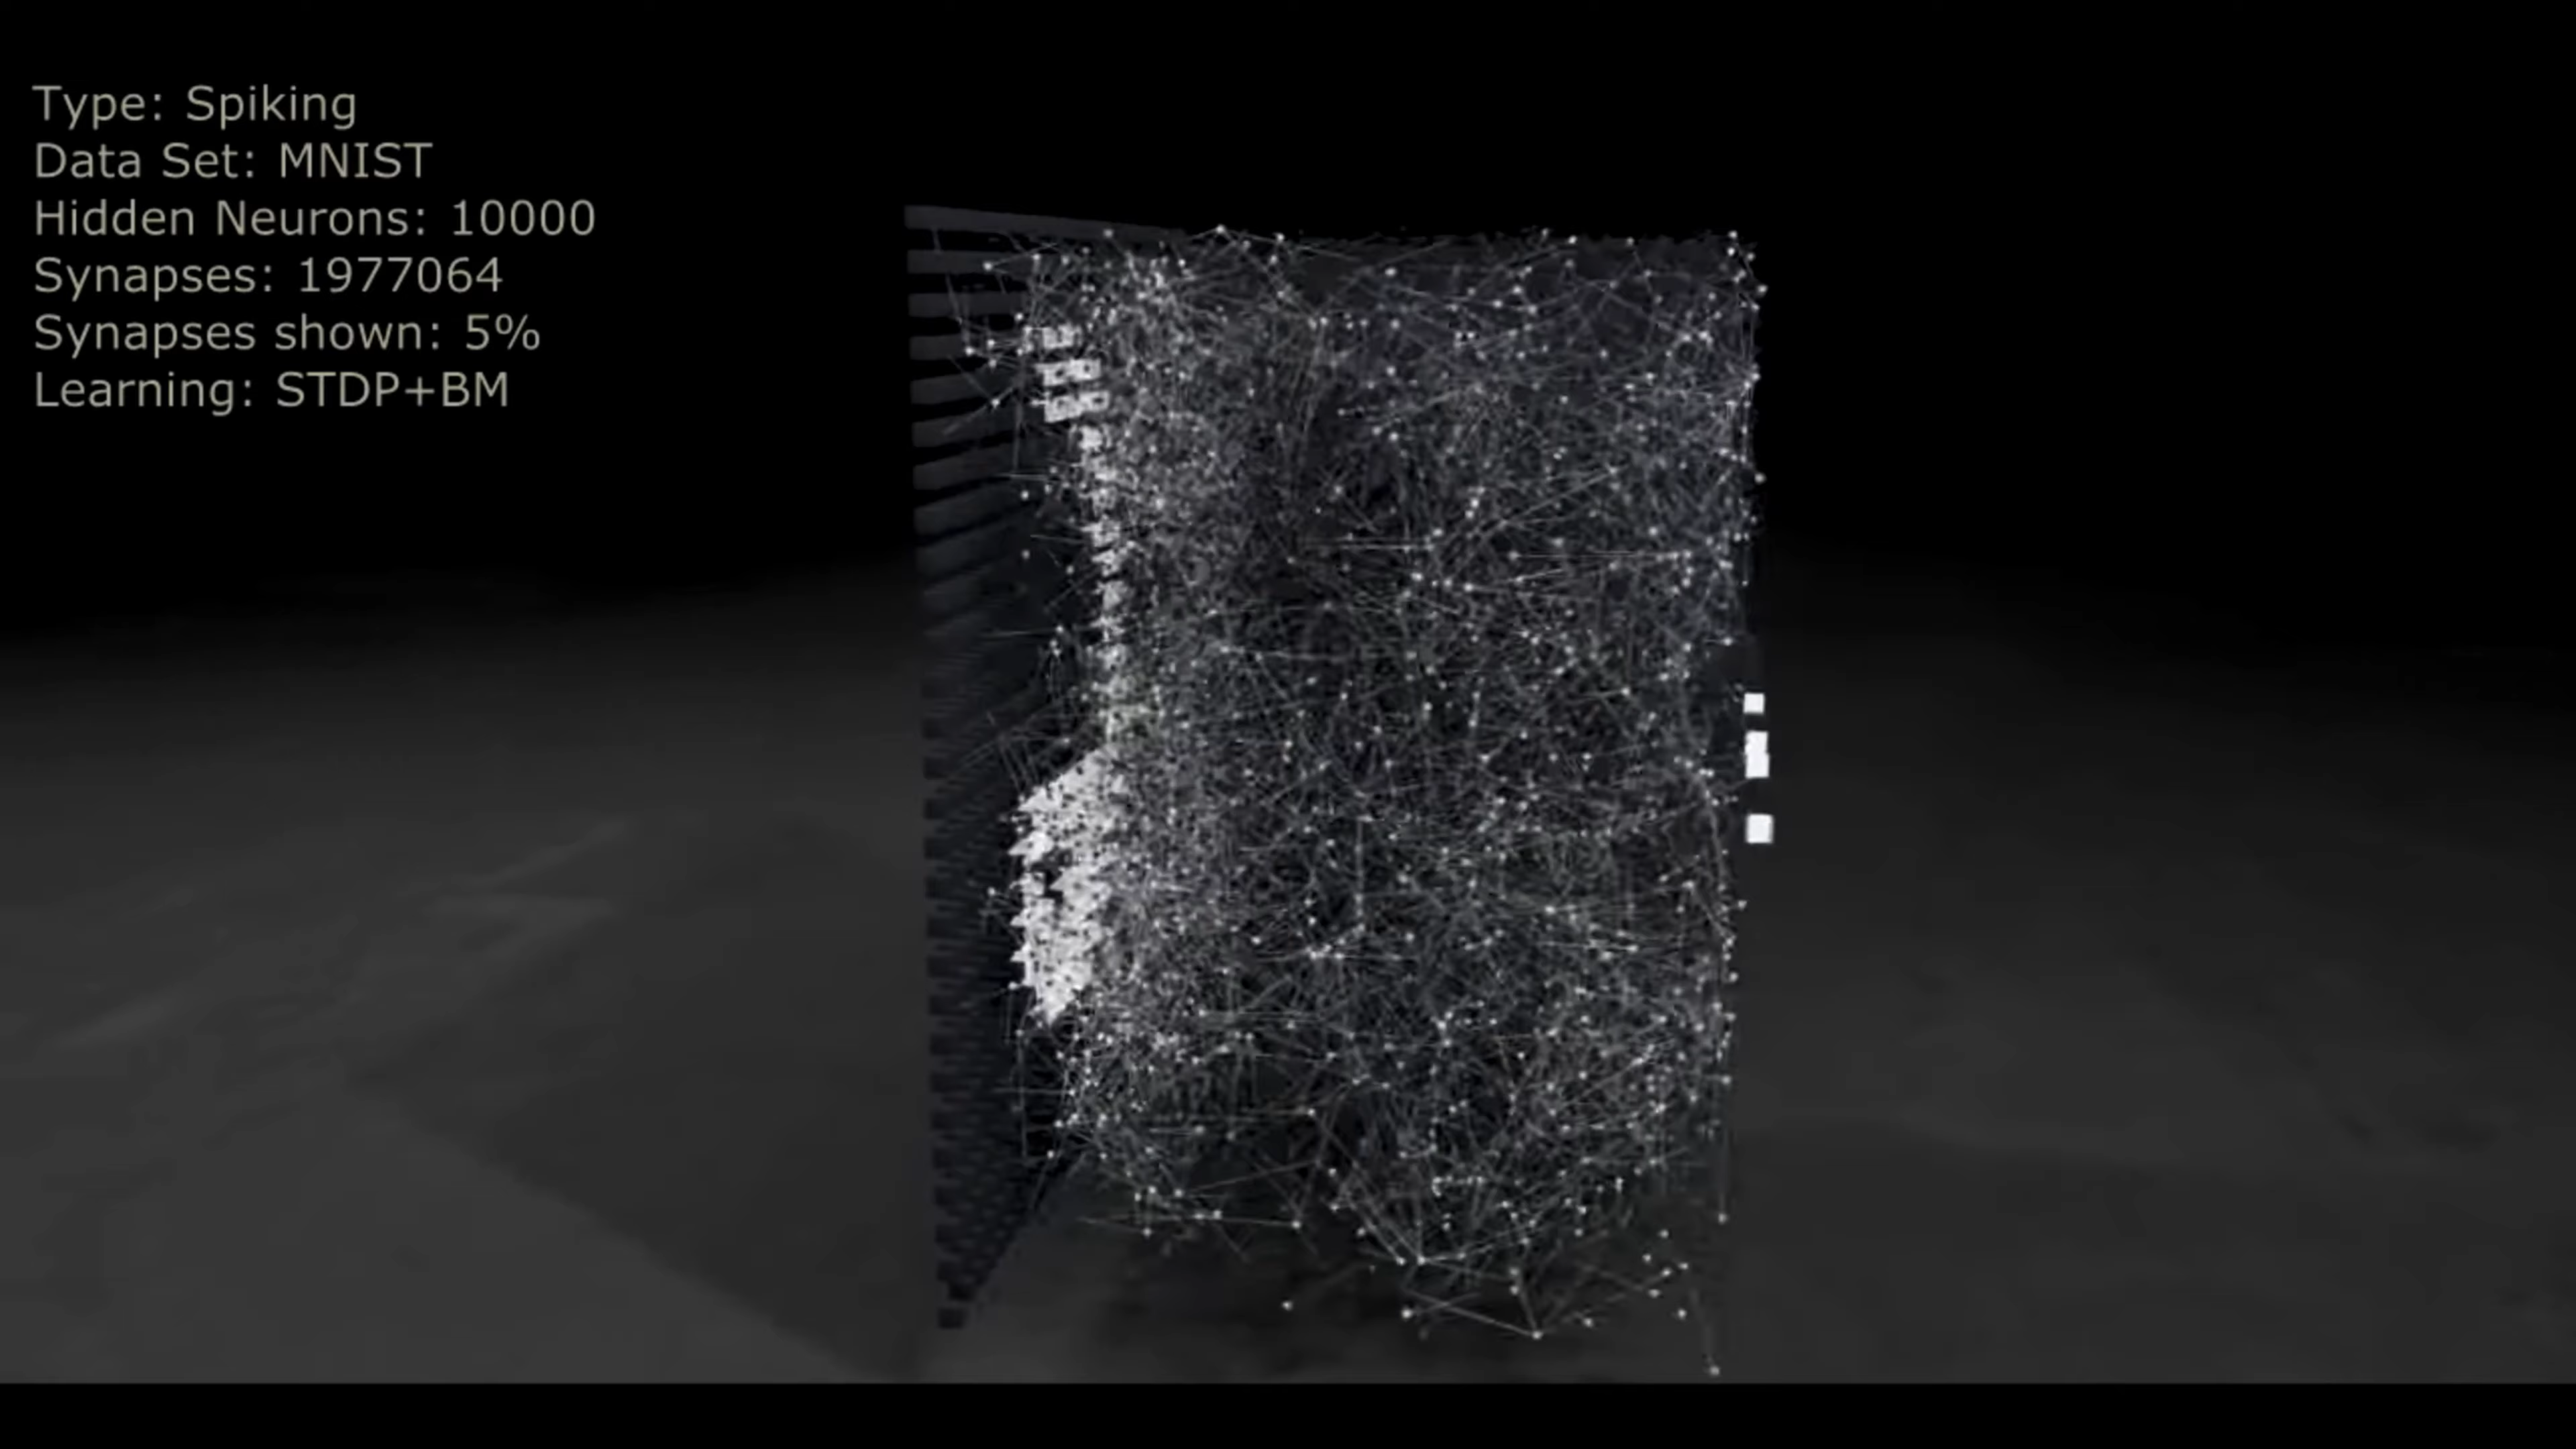 Type: Spiking
Data Set: MNIST
Hidden Neurons: 10000
Synapses: 1977064
Synapses shown: 5%
Learning: STDP+BM